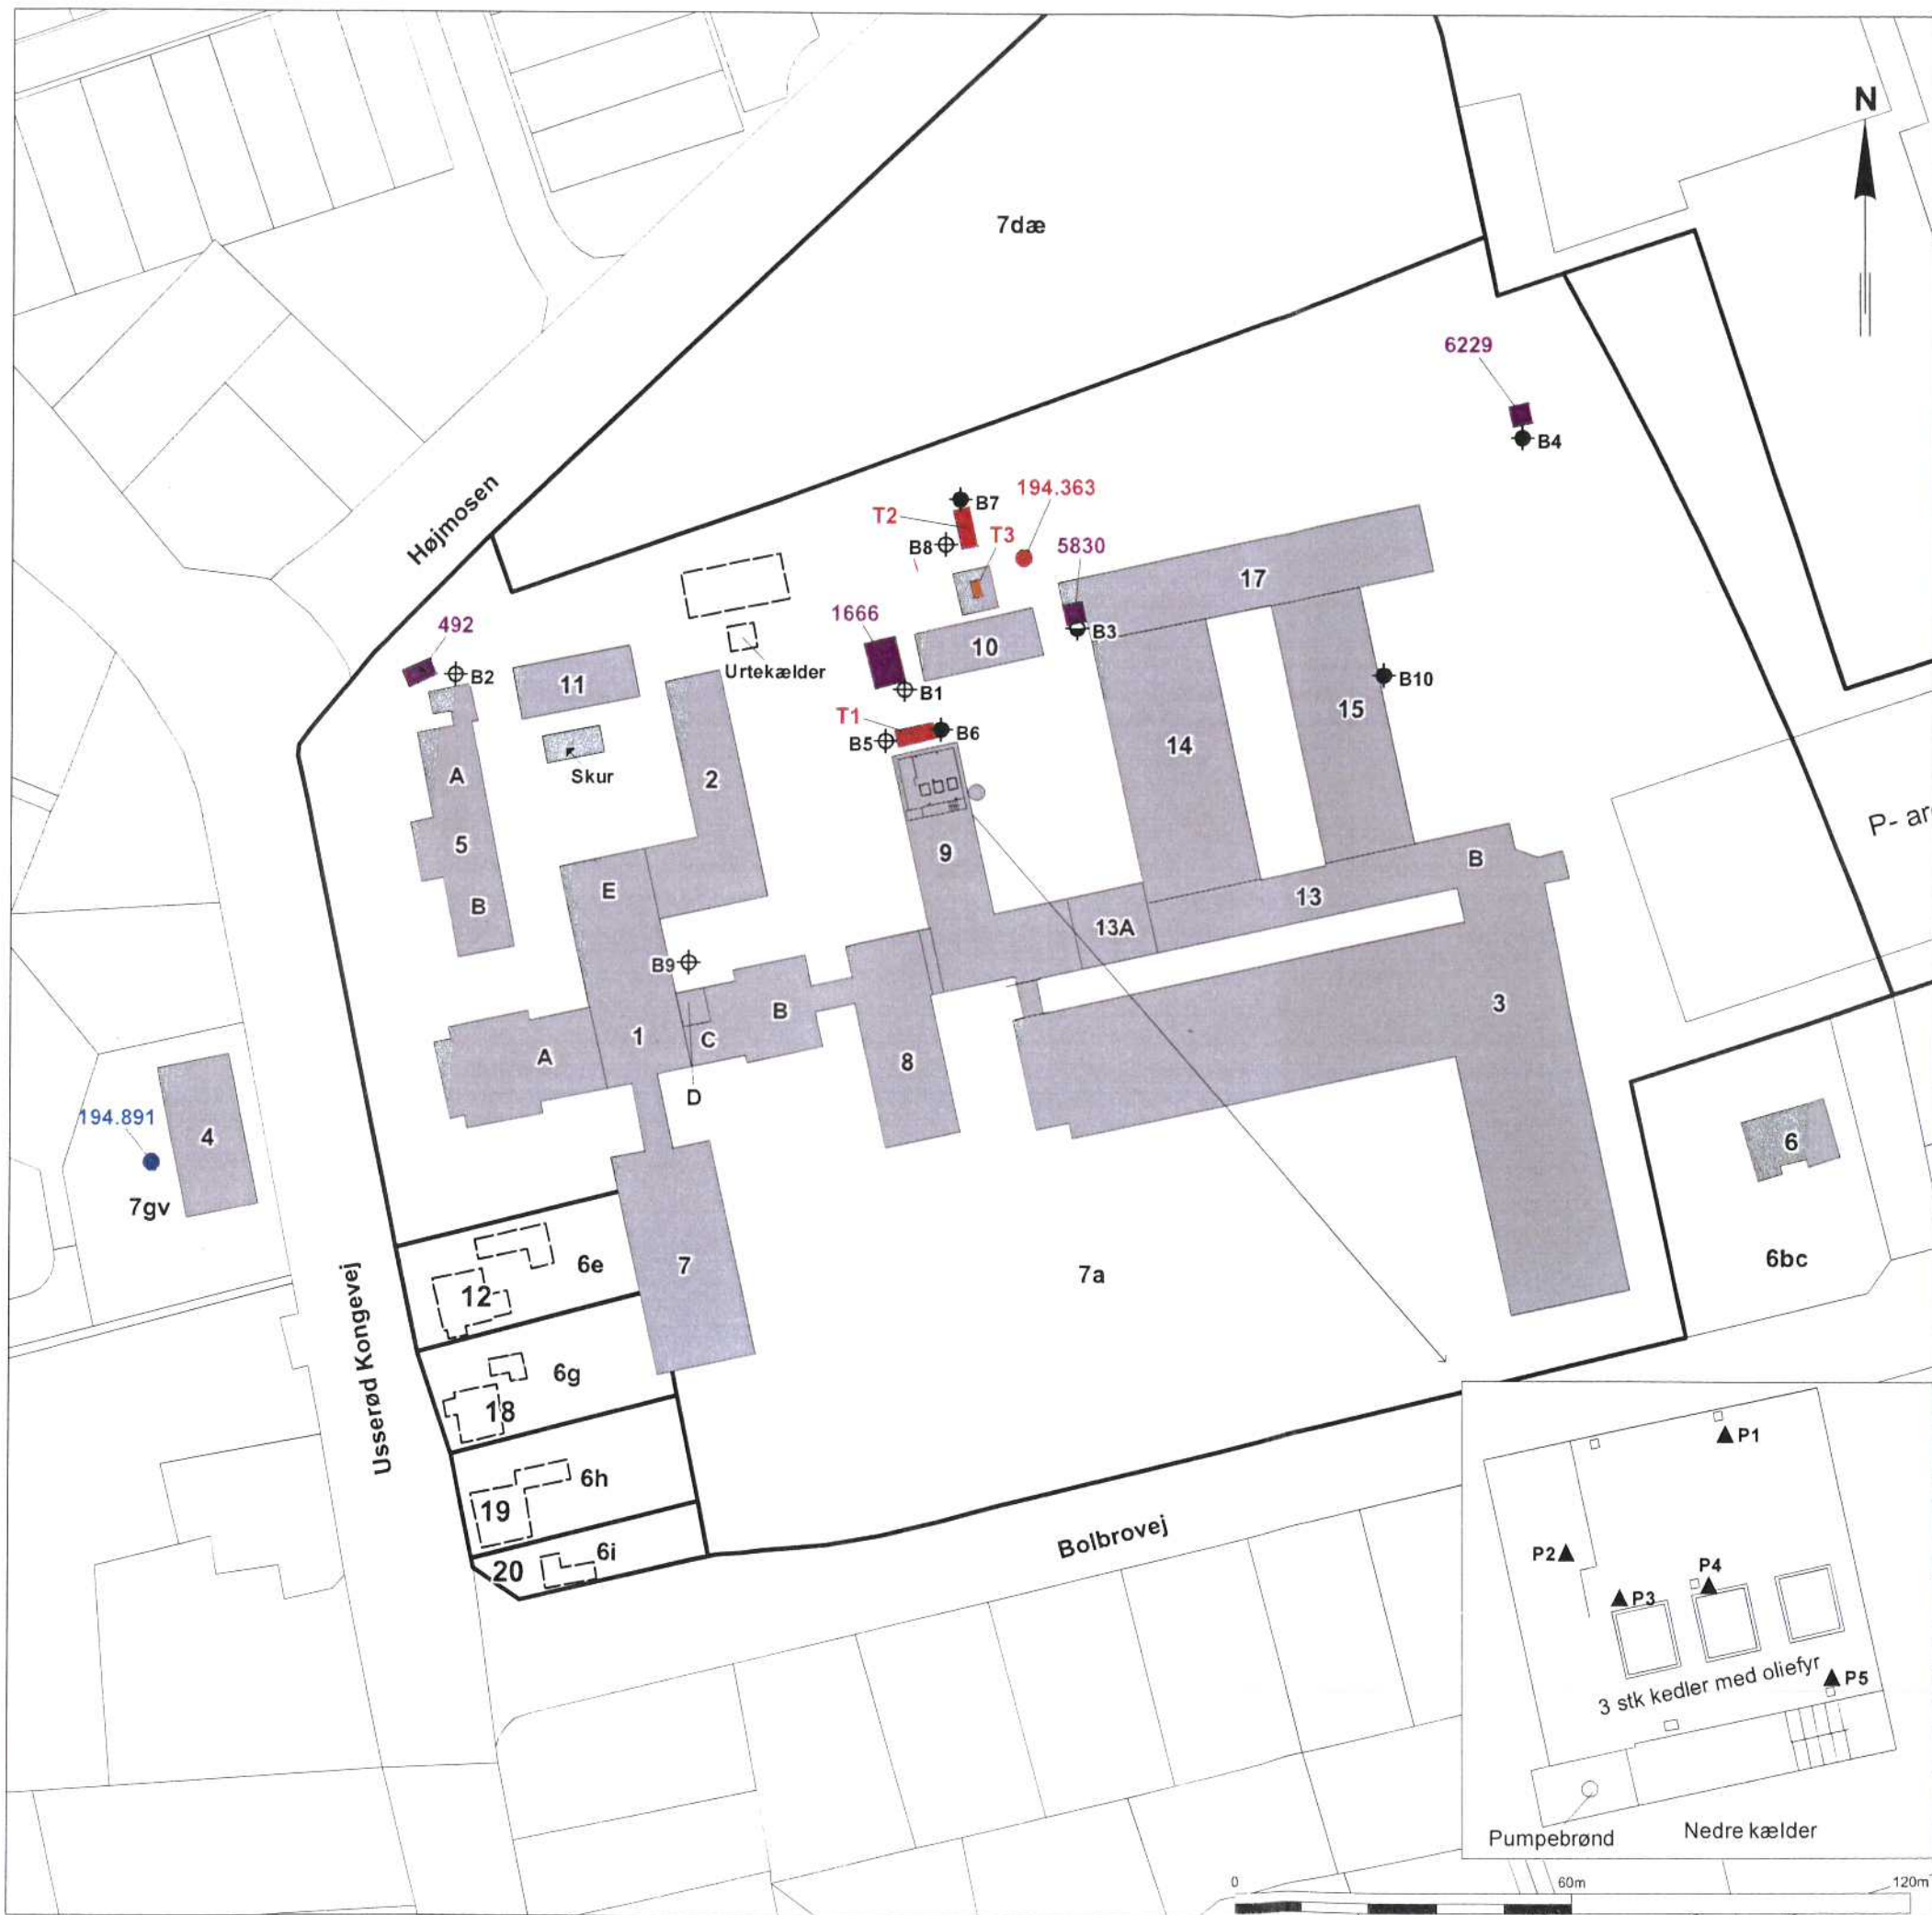 N
7dæ
6229
B4
Højmosen
B7
194.363
T2
T3
B8
5830
17
492
1666
B3
10
B2
11
Urtekælder
B1
B10
15
T1
B5
B6
14
A
Skur
2
P- ar
5
9
E
B
B
13
13A
B9
B
3
A
1
C
8
D
194.891
4
6
7gv
6e
7
7a
6bc
12
Usserød Kongevej
6g
18
P1
6h
19
Bolbrovej
P2
6i
20
P4
P3
P5
3 stk kedler med oliefyr
Pumpebrønd
Nedre kælder
0
60m
120m